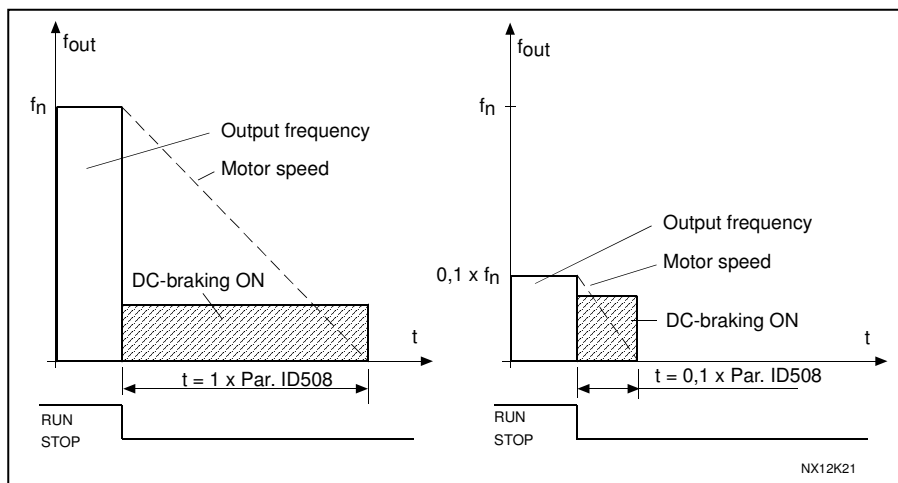 fout
fn
Output frequency
Motor speed
DC-braking ON
t
t = 1 x Par. ID508
RUN
STOP
fout
fn
Output frequency
Motor speed
0,1 x fn
DC-braking ON
t
t = 0,1 x Par. ID508
RUN
STOP
NX12K21